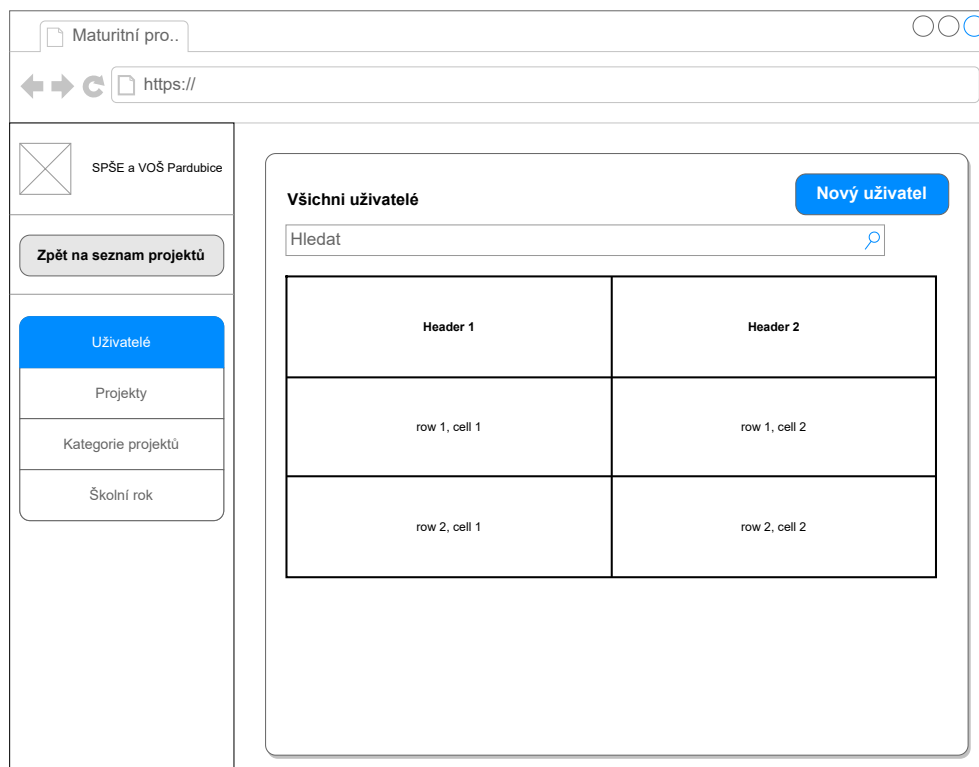 Maturitní pro..
https://
SPŠE a VOŠ Pardubice
Zpět na seznam projektů
Uživatelé
Projekty
Kategorie projektů
Školní rok
Všichni uživatelé
Nový uživatel
Hledat
Header 1 Header 2
row 1, cell 1 row 1, cell 2
row 2, cell 1 row 2, cell 2